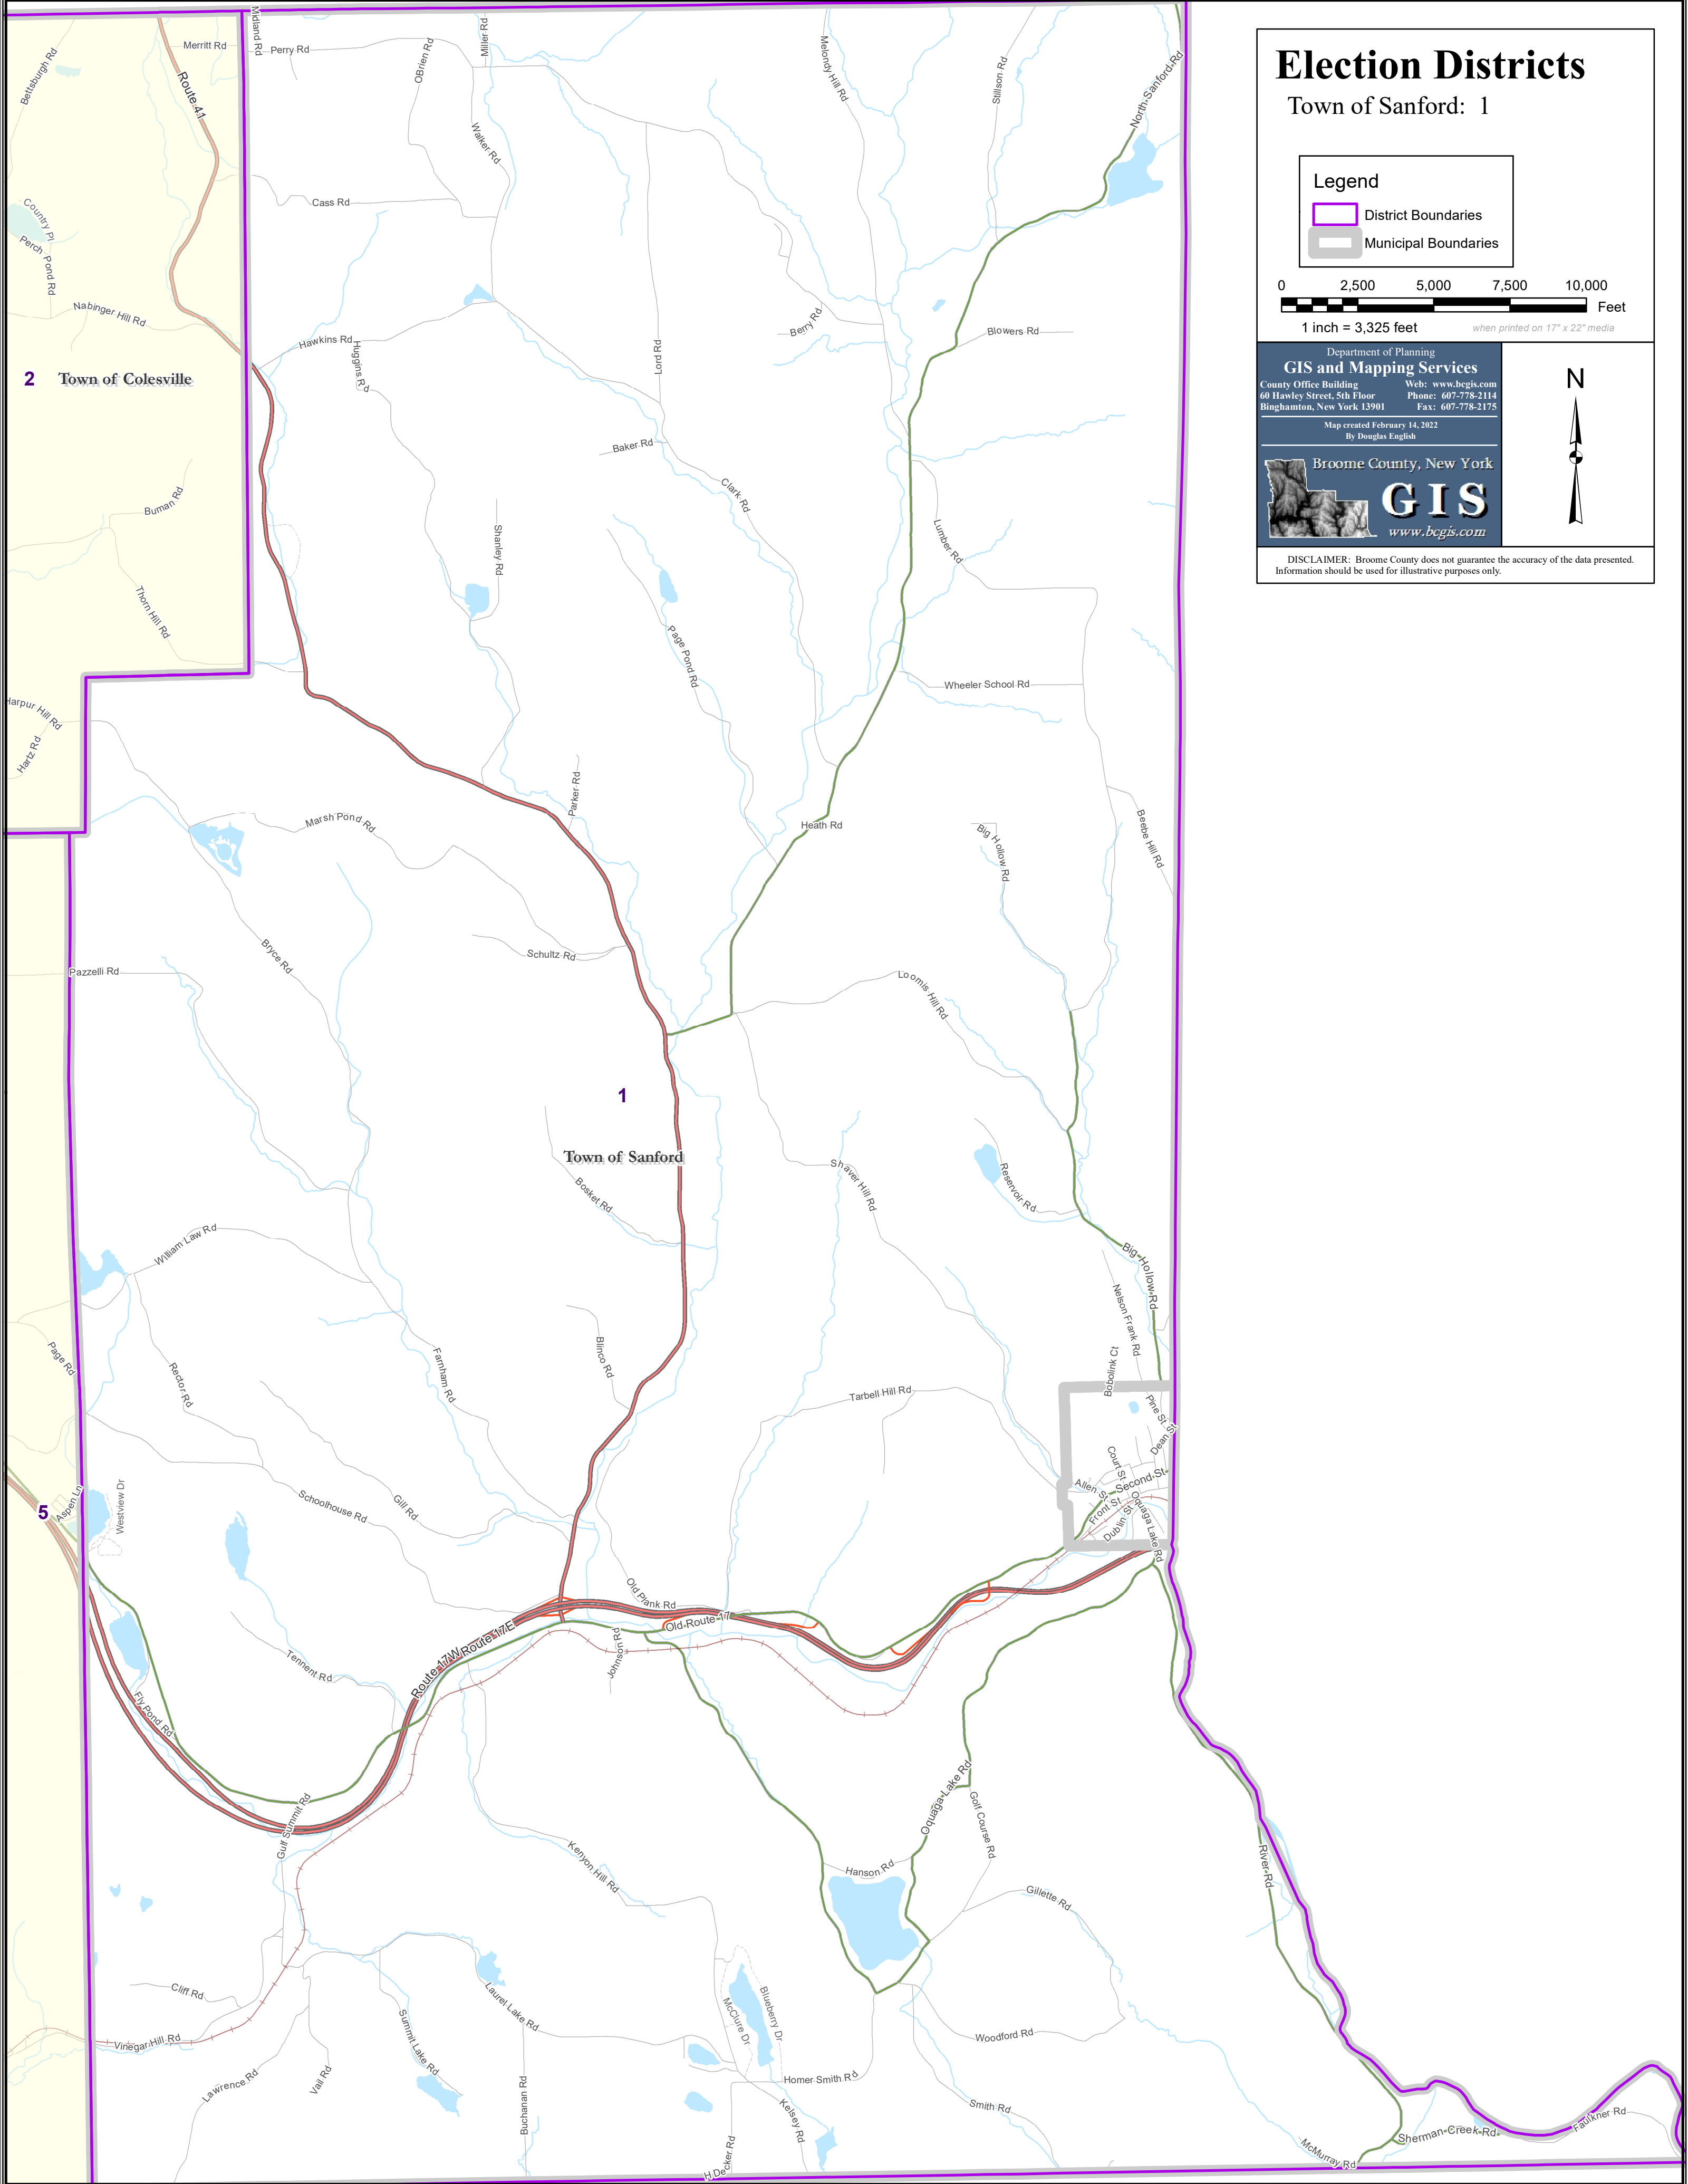 Election Districts
Town of Sanford: 1
Legend
District Boundaries
Municipal Boundaries
0 2,500 5,000 7,500 10,000
Feet
1 inch = 3,325 feet
when printed on 17" x 22" media
Department of Planning
GIS and Mapping Services
County Office Building Web: www.bcgis.com
60 Hawley Street, 5th Floor Phone: 607-778-2114
Binghamton, New York 13901 Fax: 607-778-2175
Map created February 14, 2022
By Douglas English
Broome County, New York
GIS
www.bcgis.com
N
DISCLAIMER: Broome County does not guarantee the accuracy of the data presented.
Information should be used for illustrative purposes only.
Bettsburgh Rd
Merritt Rd
Midland Rd
Perry Rd
OBrien Rd
Miller Rd
Melondy Hill Rd
Stillson Rd
North Sanford Rd
Route 41
Walker Rd
Country Pl
Perch Pond Rd
Cass Rd
Nabinger Hill Rd
Hawkins Rd
Huggins Rd
Lord Rd
Berry Rd
Blowers Rd
2
Town of Colesville
Baker Rd
Clark Rd
Buman Rd
Shanley Rd
Lumber Rd
Thorn Hill Rd
Page Pond Rd
Wheeler School Rd
Harpur Hill Rd
Hartz Rd
Parker Rd
Marsh Pond Rd
Heath Rd
Big Hollow Rd
Beebe Hill Rd
Bryce Rd
Schultz Rd
Pazzelli Rd
Loomis Hill Rd
1
Town of Sanford
Bosket Rd
Shaver Hill Rd
Reservoir Rd
William Law Rd
Big Hollow Rd
Nelson Frank Rd
Page Rd
Rector Rd
Farnham Rd
Blinco Rd
Bobolink Ct
Tarbell Hill Rd
Pine St
Dean St
Court St
Second St
Allen St
Front St
Dublin St
Oquaga Lake Rd
5
Aspen Ln
Westview Dr
Schoolhouse Rd
Gill Rd
Old Plank Rd
Old Route 17
Route 17W
Route 17E
Johnson Rd
Tennent Rd
Fly Pond Rd
Gulf Summit Rd
Oquaga Lake Rd
Golf Course Rd
Kenyon Hill Rd
Hanson Rd
River Rd
Gillette Rd
Cliff Rd
Laurel Lake Rd
Blueberry Dr
McClure Dr
Vinegar Hill Rd
Summit Lake Rd
Woodford Rd
Lawrence Rd
Vail Rd
Buchanan Rd
Homer Smith Rd
Kelsey Rd
Smith Rd
H Decker Rd
McMurray Rd
Sherman Creek Rd
Faulkner Rd